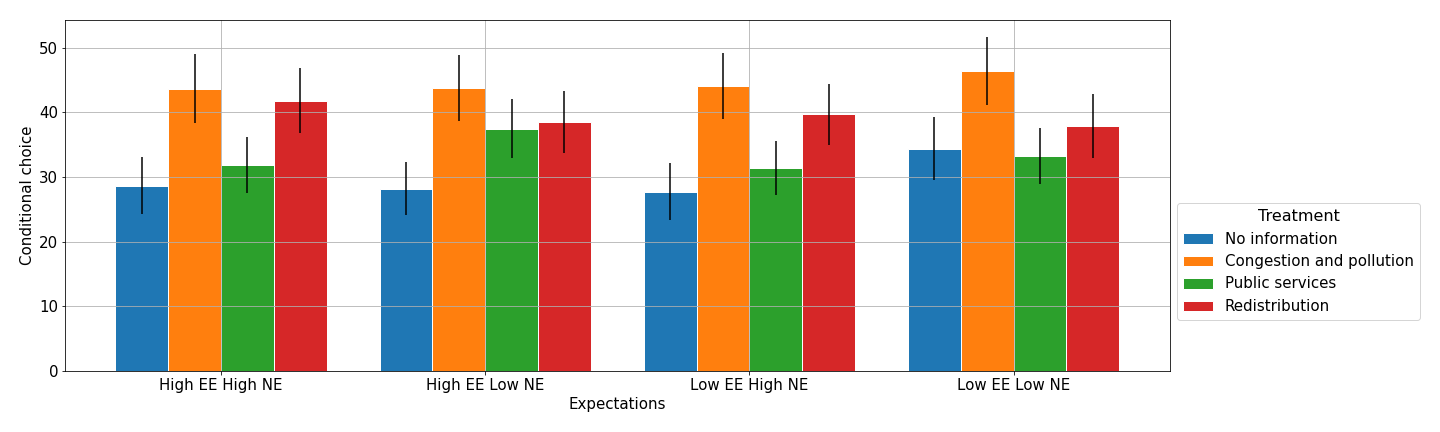 Conditional choice
50
40
30
20
10
0
High EE High NE
High EE Low NE
Low EE High NE
Low EE Low NE
Expectations
Treatment
No information
Congestion and pollution
Public services
Redistribution